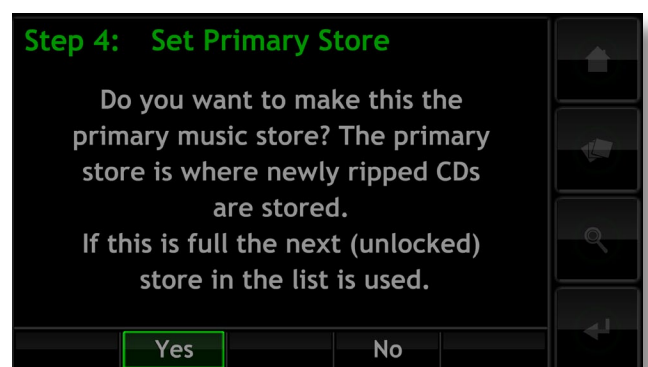 Step 4: Set Primary Store
Do you want to make this the
primary music store? The primary
store is where newly ripped CDs
are stored.
If this is full the next (unlocked)
store in the list is used.
Yes No